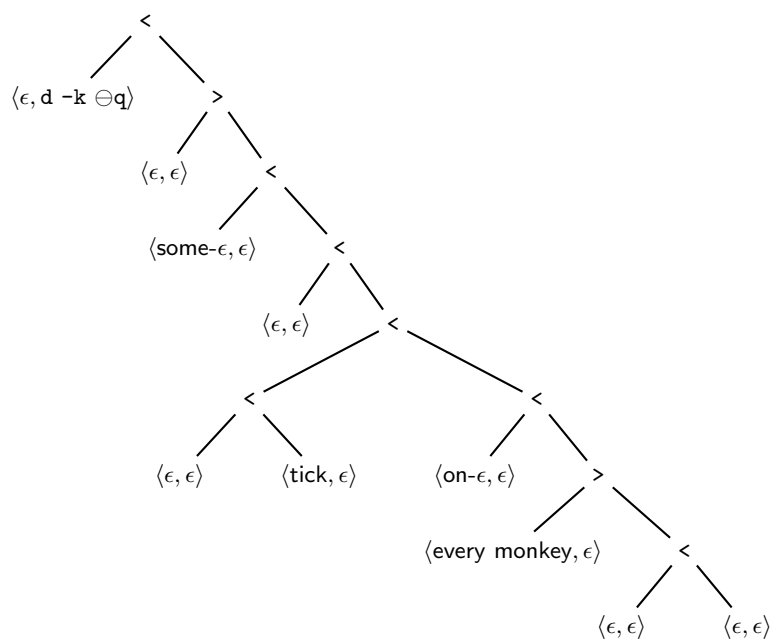 <
⟨ϵ, d -k ⊖q⟩ >
⟨ϵ, ϵ⟩ <
⟨some-ϵ, ϵ⟩ <
⟨ϵ, ϵ⟩ <
< <
⟨ϵ, ϵ⟩ ⟨tick, ϵ⟩ ⟨on-ϵ, ϵ⟩ >
⟨every monkey, ϵ⟩ <
⟨ϵ, ϵ⟩ ⟨ϵ, ϵ⟩